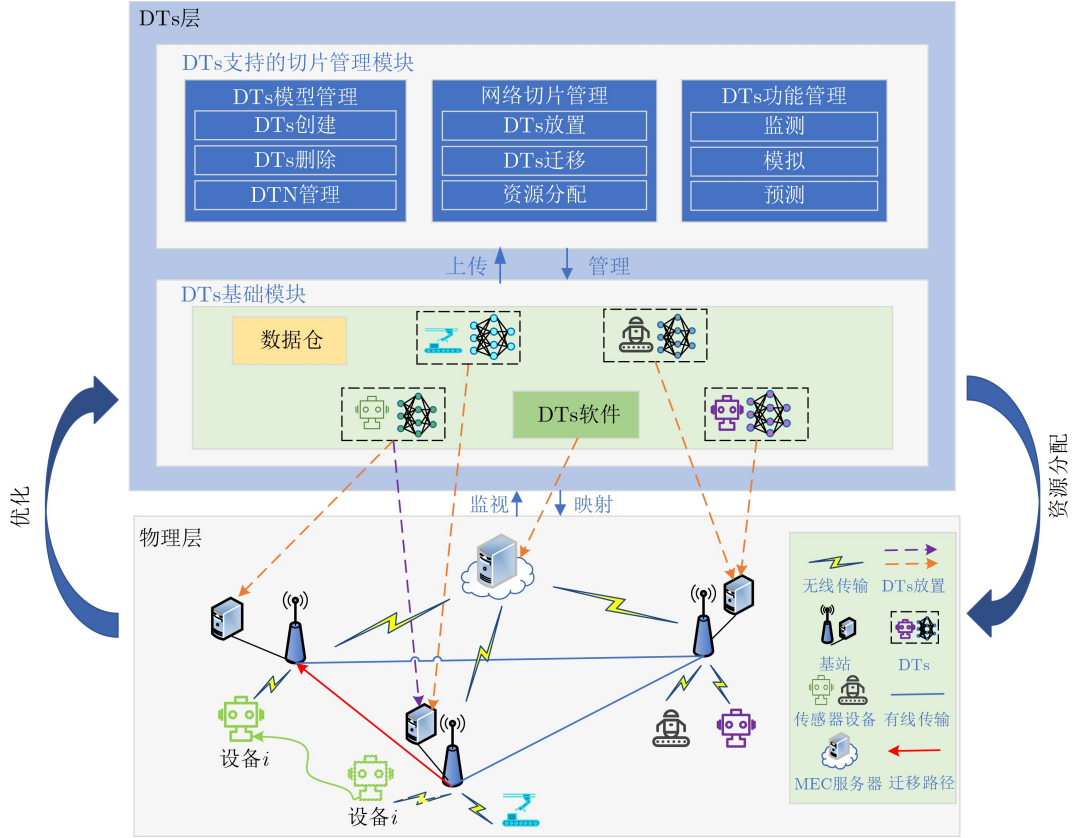 DTs层
DTs支持的切片管理模块
DTs模型管理
DTs创建
DTs删除
DTN管理
网络切片管理
DTs放置
DTs迁移
资源分配
DTs功能管理
监测
模拟
预测
上传
管理
DTs基础模块
数据仓
DTs软件
优化
资源分配
监视
映射
物理层
设备i
设备i
无线传输
DTs放置
基站
DTs
传感器设备
有线传输
MEC服务器
迁移路径